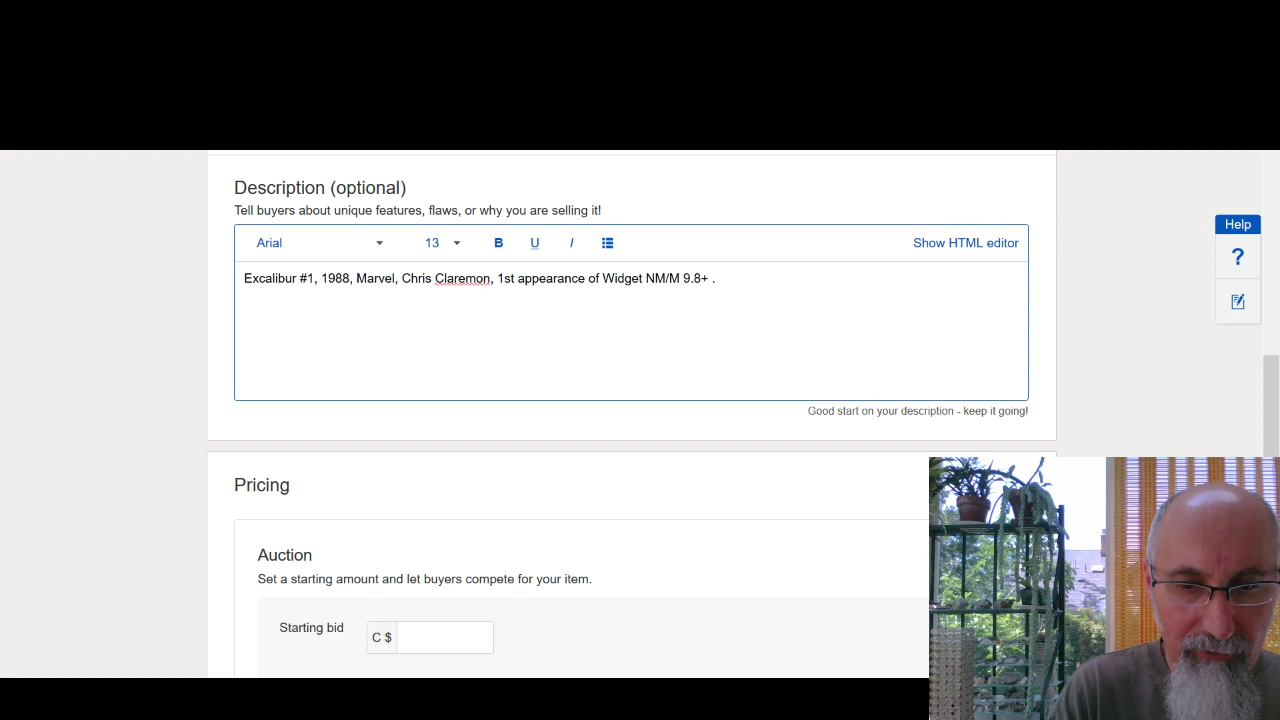 Description (optional)
Tell buyers about unique features, flaws, or why you are selling it!
Arial 13 B U I Show HTML editor
Excalibur #1, 1988, Marvel, Chris Claremon, 1st appearance of Widget NM/M 9.8+ .
Good start on your description - keep it going!
Help
?
Pricing
Auction
Set a starting amount and let buyers compete for your item.
Starting bid C $